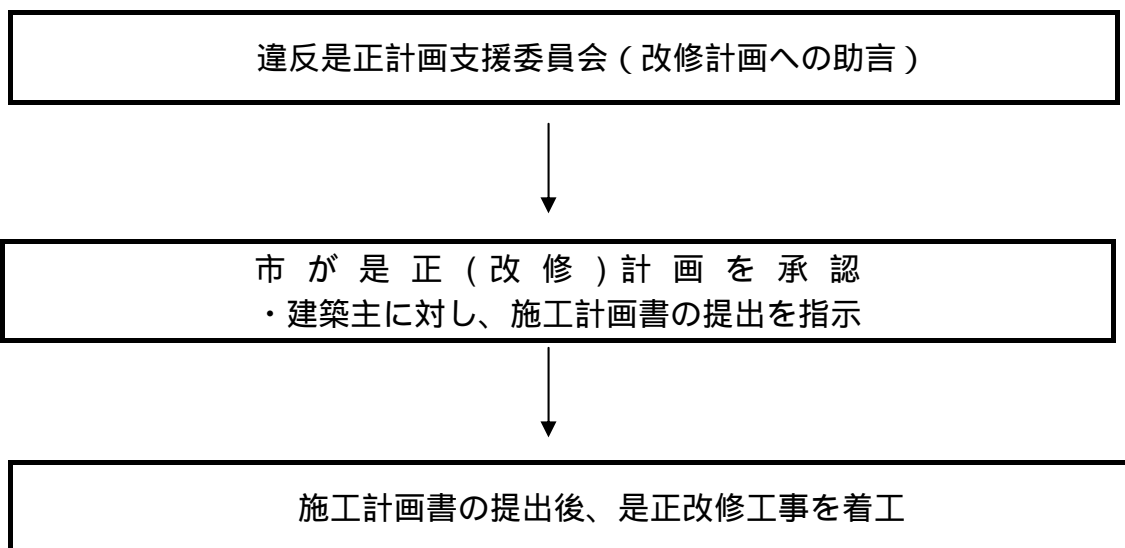 違反是正計画支援委員会（改修計画への助言）
市が是正(改修)計画を承認
・建築主に対し、施工計画書の提出を指示
施工計画書の提出後、是正改修工事を着工